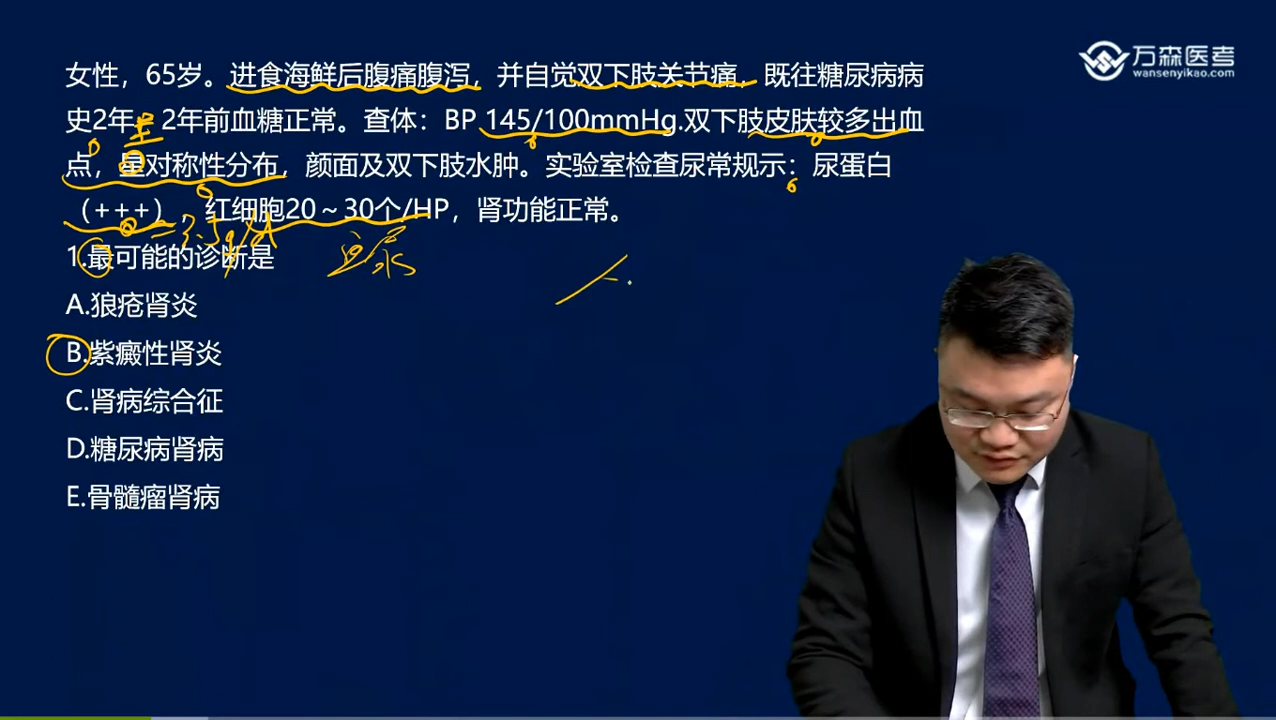 万森医考
wansenyikao.com
女性，65岁。进食海鲜后腹痛腹泻，并自觉双下肢关节痛，既往糖尿病病
史2年，2年前血糖正常。查体：BP 145/100mmHg.双下肢皮肤较多出血
点，呈对称性分布，颜面及双下肢水肿。实验室检查尿常规示：尿蛋白
（+++），红细胞20～30个/HP，肾功能正常。
1.最可能的诊断是
A.狼疮肾炎
B.紫癜性肾炎
C.肾病综合征
D.糖尿病肾病
E.骨髓瘤肾病